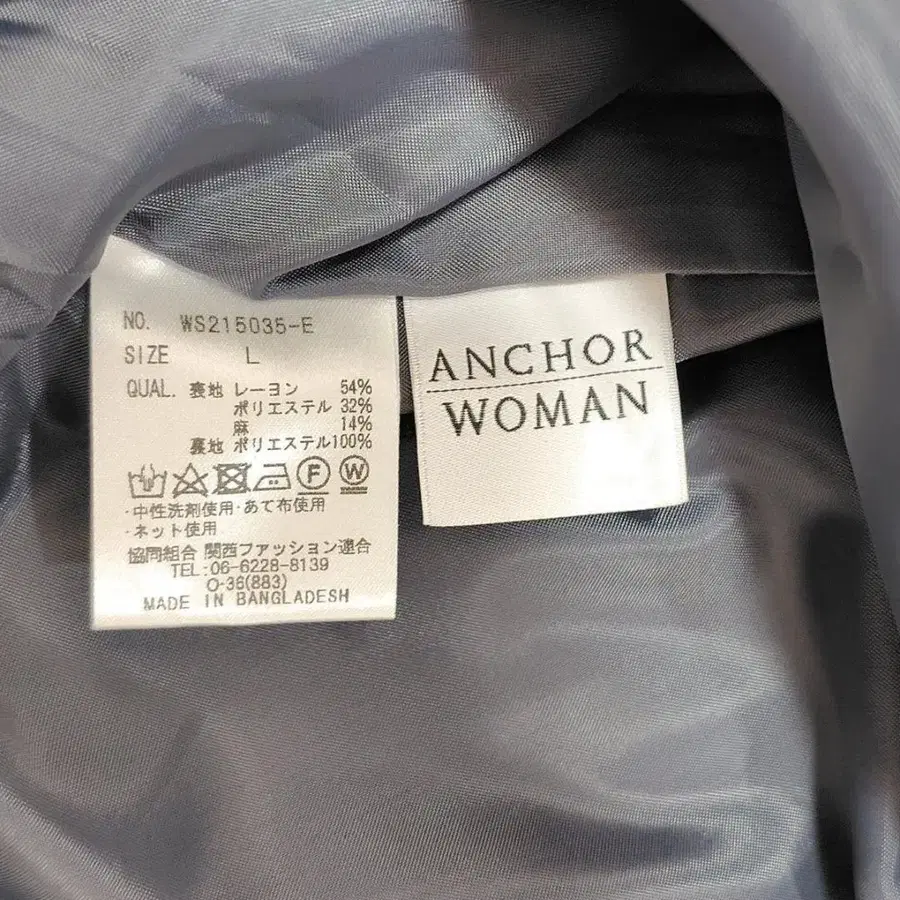 NO. WS215035-E
SIZE L
QUAL. 表地 レーヨン 54%
ポリエステル 32%
麻 14%
裏地 ポリエステル100%
F W
・中性洗剤使用・あて布使用
・ネット使用
協同組合 関西ファッション連合
TEL:06-6228-8139
O-36(883)
MADE IN BANGLADESH
ANCHOR
WOMAN